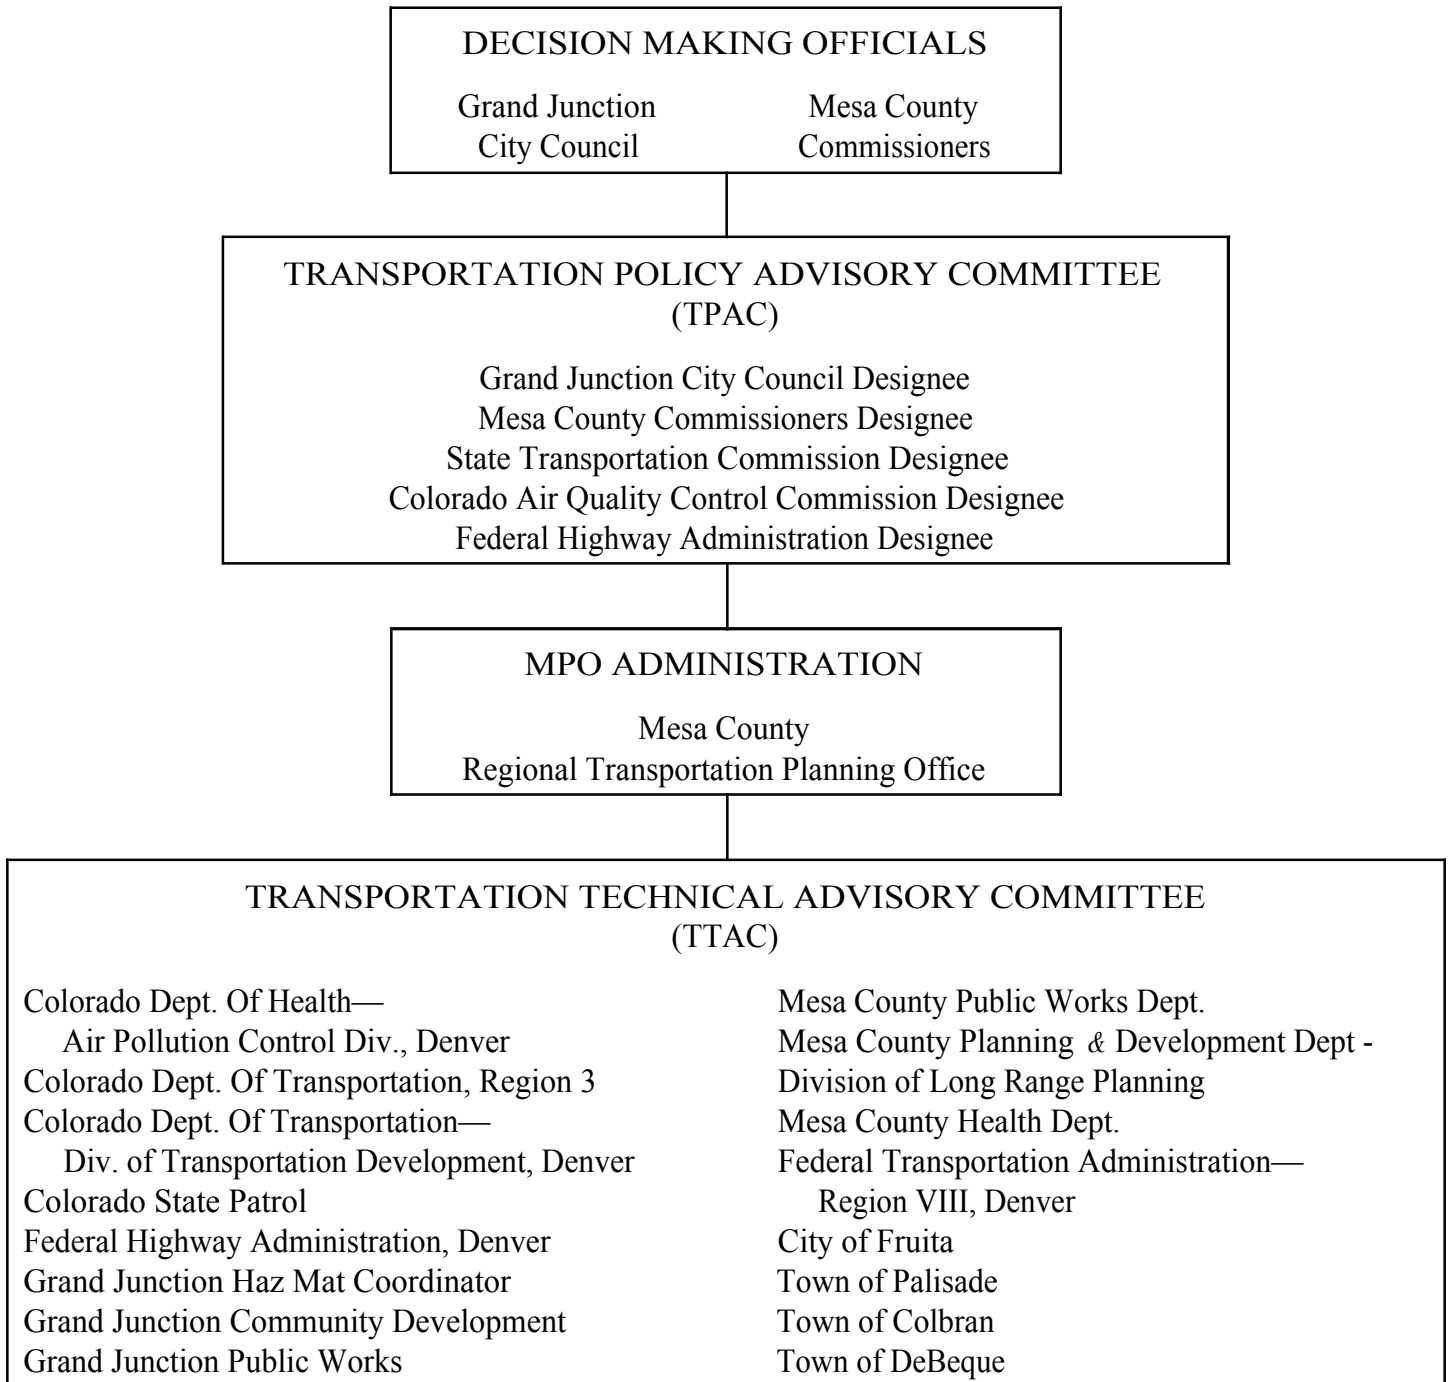 DECISION MAKING OFFICIALS
Grand Junction
City Council
Mesa County
Commissioners
TRANSPORTATION POLICY ADVISORY COMMITTEE
(TPAC)
Grand Junction City Council Designee
Mesa County Commissioners Designee
State Transportation Commission Designee
Colorado Air Quality Control Commission Designee
Federal Highway Administration Designee
MPO ADMINISTRATION
Mesa County
Regional Transportation Planning Office
TRANSPORTATION TECHNICAL ADVISORY COMMITTEE
(TTAC)
Colorado Dept. Of Health—
Air Pollution Control Div., Denver
Colorado Dept. Of Transportation, Region 3
Colorado Dept. Of Transportation—
Div. of Transportation Development, Denver
Colorado State Patrol
Federal Highway Administration, Denver
Grand Junction Haz Mat Coordinator
Grand Junction Community Development
Grand Junction Public Works
Mesa County Public Works Dept.
Mesa County Planning & Development Dept -
Division of Long Range Planning
Mesa County Health Dept.
Federal Transportation Administration—
Region VIII, Denver
City of Fruita
Town of Palisade
Town of Colbran
Town of DeBeque